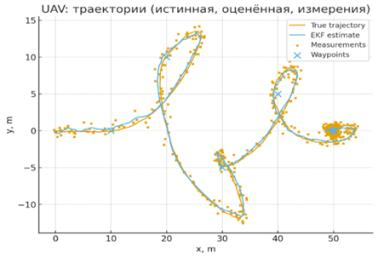 UAV: траектории (истинная, оценённая, измерения)
True trajectory
EKF estimate
Measurements
Waypoints
15
10
5
0
−5
−10
y, m
0
10
20
30
40
50
x, m